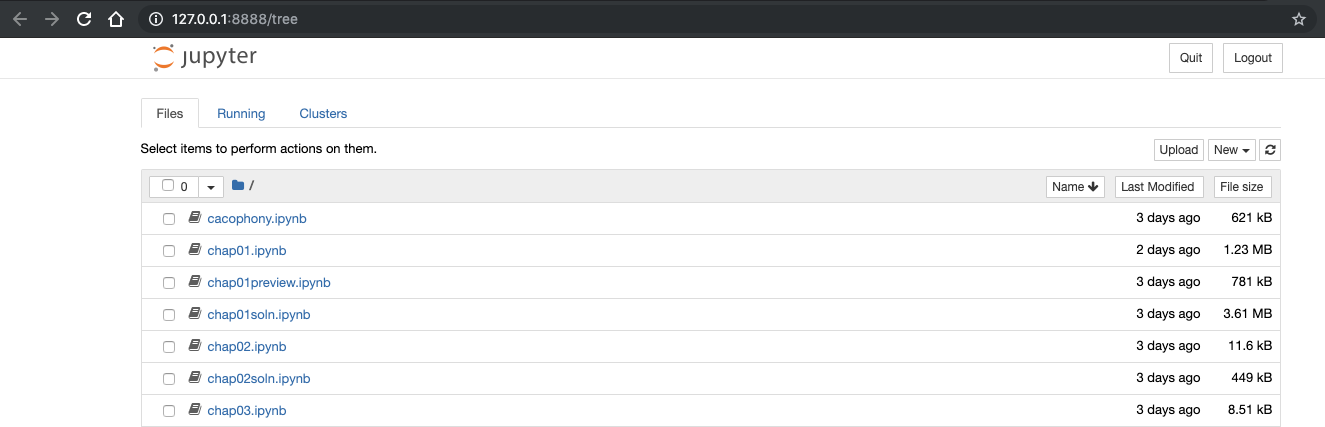 127.0.0.1:8888/tree
jupyter
Quit Logout
Files Running Clusters
Select items to perform actions on them.
Upload New
0 / Name Last Modified File size
cacophony.ipynb 3 days ago 621 kB
chap01.ipynb 2 days ago 1.23 MB
chap01preview.ipynb 3 days ago 781 kB
chap01soln.ipynb 3 days ago 3.61 MB
chap02.ipynb 3 days ago 11.6 kB
chap02soln.ipynb 3 days ago 449 kB
chap03.ipynb 3 days ago 8.51 kB